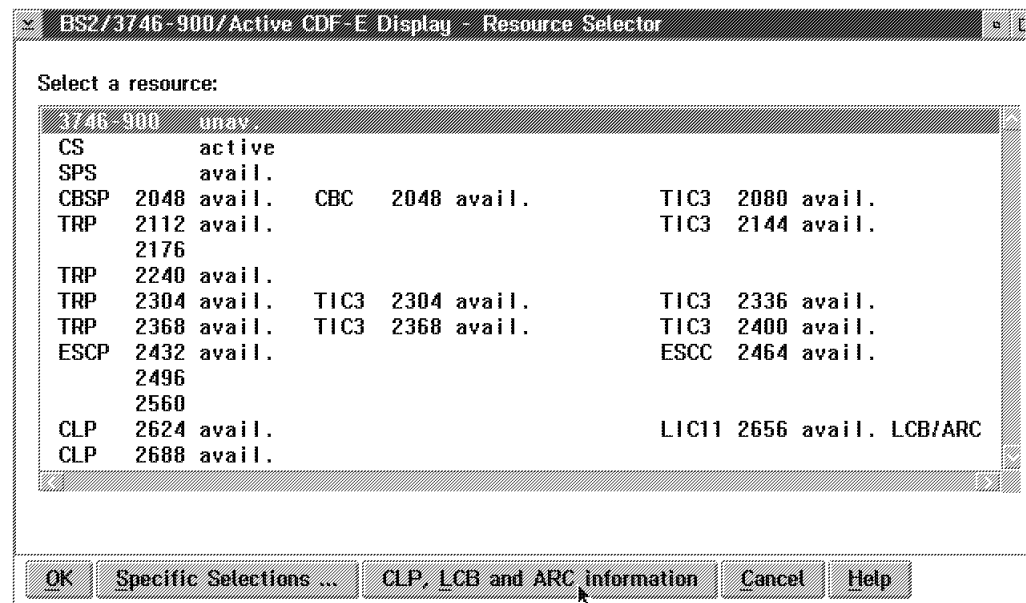 BS2/3746-900/Active CDF-E Display - Resource Selector
Select a resource:
3746-900 unav.
CS active
SPS avail.
CBSP 2048 avail. CBC 2048 avail. TIC3 2080 avail.
TRP 2112 avail. TIC3 2144 avail.
2176
TRP 2240 avail.
TRP 2304 avail. TIC3 2304 avail. TIC3 2336 avail.
TRP 2368 avail. TIC3 2368 avail. TIC3 2400 avail.
ESCP 2432 avail. ESCC 2464 avail.
2496
2560
CLP 2624 avail. LIC11 2656 avail. LCB/ARC
CLP 2688 avail.
OK Specific Selections ... CLP, LCB and ARC information Cancel Help